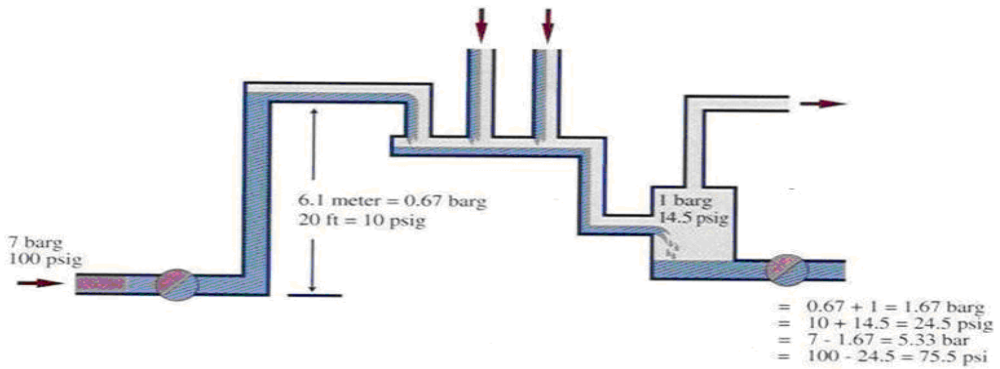 6.1 meter = 0.67 barg
20 ft = 10 psig
1 barg
14.5 psig
7 barg
100 psig
= 0.67 + 1 = 1.67 barg
= 10 + 14.5 = 24.5 psig
= 7 - 1.67 = 5.33 bar
= 100 - 24.5 = 75.5 psi